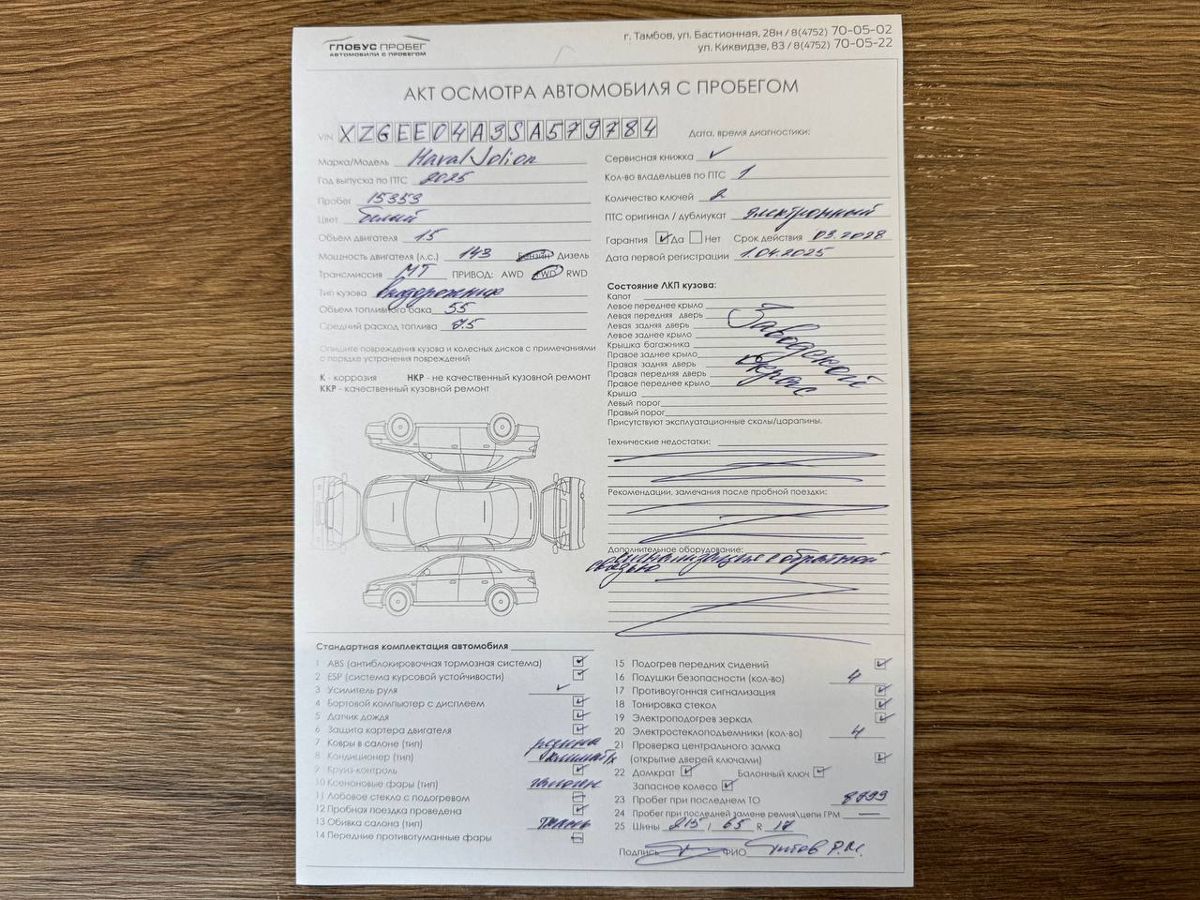 ГЛОБУС ПРОБЕГ
АВТОМОБИЛИ С ПРОБЕГОМ
г. Тамбов, ул. Бастионная, 28н / 8(4752) 70-05-02
ул. Киквидзе, 83 / 8(4752) 70-05-22
АКТ ОСМОТРА АВТОМОБИЛЯ С ПРОБЕГОМ
VIN XZGEE04A3SA579784
Дата, время диагностики:
Марка/Модель Haval Jolion
Год выпуска по ПТС 2025
Пробег 15353
Цвет белый
Объем двигателя 1.5
Мощность двигателя (л.с.) 143 Бензин Дизель
Трансмиссия МТ ПРИВОД: AWD FWD RWD
Тип кузова внедорожник
Объем топливного бака 55
Средний расход топлива 7.5
Опишите повреждения кузова и колесных дисков с примечаниями
о порядке устранения повреждений
К - коррозия НКР - не качественный кузовной ремонт
ККР - качественный кузовной ремонт
Сервисная книжка ✓
Кол-во владельцев по ПТС 1
Количество ключей 2
ПТС оригинал / дубликат электронный
Гарантия ✓ Да Нет Срок действия 03.2028
Дата первой регистрации 1.04.2025
Состояние ЛКП кузова:
Капот
Левое переднее крыло
Левая передняя дверь
Левая задняя дверь
Левое заднее крыло
Крышка багажника
Правое заднее крыло
Правая задняя дверь
Правая передняя дверь
Правое переднее крыло
Крыша
Левый порог
Правый порог
Заводской
окрас
Присутствуют эксплуатационные сколы/царапины.
Технические недостатки:
Рекомендации, замечания после пробной поездки:
Дополнительное оборудование:
сигнализация с обратной
связью
Стандартная комплектация автомобиля
1 ABS (антиблокировочная тормозная система) ✓
2 ESP (система курсовой устойчивости) ✓
3 Усилитель руля ✓
4 Бортовой компьютер с дисплеем ✓
5 Датчик дождя ✓
6 Защита картера двигателя ✓
7 Ковры в салоне (тип) резина
8 Кондиционер (тип) климат/к
9 Круиз-контроль ✓
10 Ксеноновые фары (тип) галоген
11 Лобовое стекло с подогревом —
12 Пробная поездка проведена ✓
13 Обивка салона (тип) ткань
14 Передние противотуманные фары —
15 Подогрев передних сидений ✓
16 Подушки безопасности (кол-во) 4
17 Противоугонная сигнализация ✓
18 Тонировка стекол ✓
19 Электроподогрев зеркал ✓
20 Электростеклоподъемники (кол-во) 4
21 Проверка центрального замка
(открытие дверей ключами) ✓
22 Домкрат ✓ Балонный ключ ✓
Запасное колесо ✓
23 Пробег при последнем ТО 8799
24 Пробег при последней замене ремня/цепи ГРМ —
25 Шины 215 / 65 R 17
Подпись ФИО Титов Р.М.